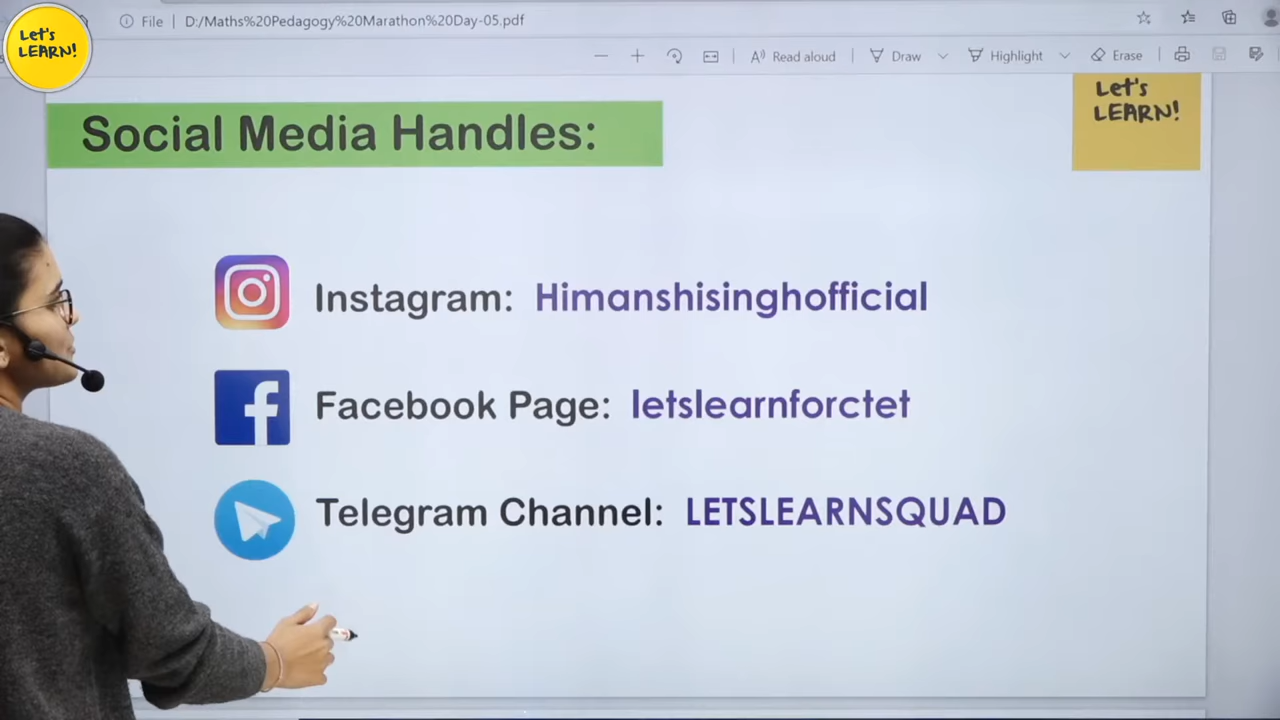 Let's
LEARN!
File | D:/Maths%20Pedagogy%20Marathon%20Day-05.pdf
Read aloud
Draw
Highlight
Erase
Let's
LEARN!
Social Media Handles:
Instagram: Himanshisinghofficial
Facebook Page: letslearnforctet
Telegram Channel: LETSLEARNSQUAD